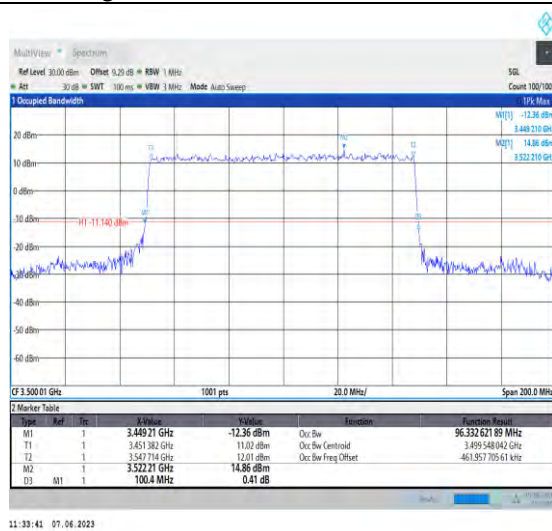 MultiView Spectrum
Ref Level 30.00 dBm Offset 9.29 dB RBW 1 MHz SGL
Att 30 dB SWT 100 ms VBW 3 MHz Mode Auto Sweep Count 100/100
1 Occupied Bandwidth 1Pk Max
M1[1] -12.36 dBm
3.449 210 GHz
M2[1] 14.86 dBm
3.522 210 GHz
20 dBm
10 dBm
0 dBm
-10 dBm
H1 -11.140 dBm
-20 dBm
-30 dBm
-40 dBm
-50 dBm
-60 dBm
CF 3.500 01 GHz 1001 pts 20.0 MHz/ Span 200.0 MHz
2 Marker Table
Type Ref Trc X-Value Y-Value Function Function Result
M1 1 3.449 21 GHz -12.36 dBm Occ Bw 96.332 621 89 MHz
T1 1 3.451 382 GHz 11.02 dBm Occ Bw Centroid 3.499 548 042 GHz
T2 1 3.547 714 GHz 12.01 dBm Occ Bw Freq Offset -461.957 705 61 kHz
M2 1 3.522 21 GHz 14.86 dBm
D3 M1 1 100.4 MHz 0.41 dB
11:33:41 07.06.2023